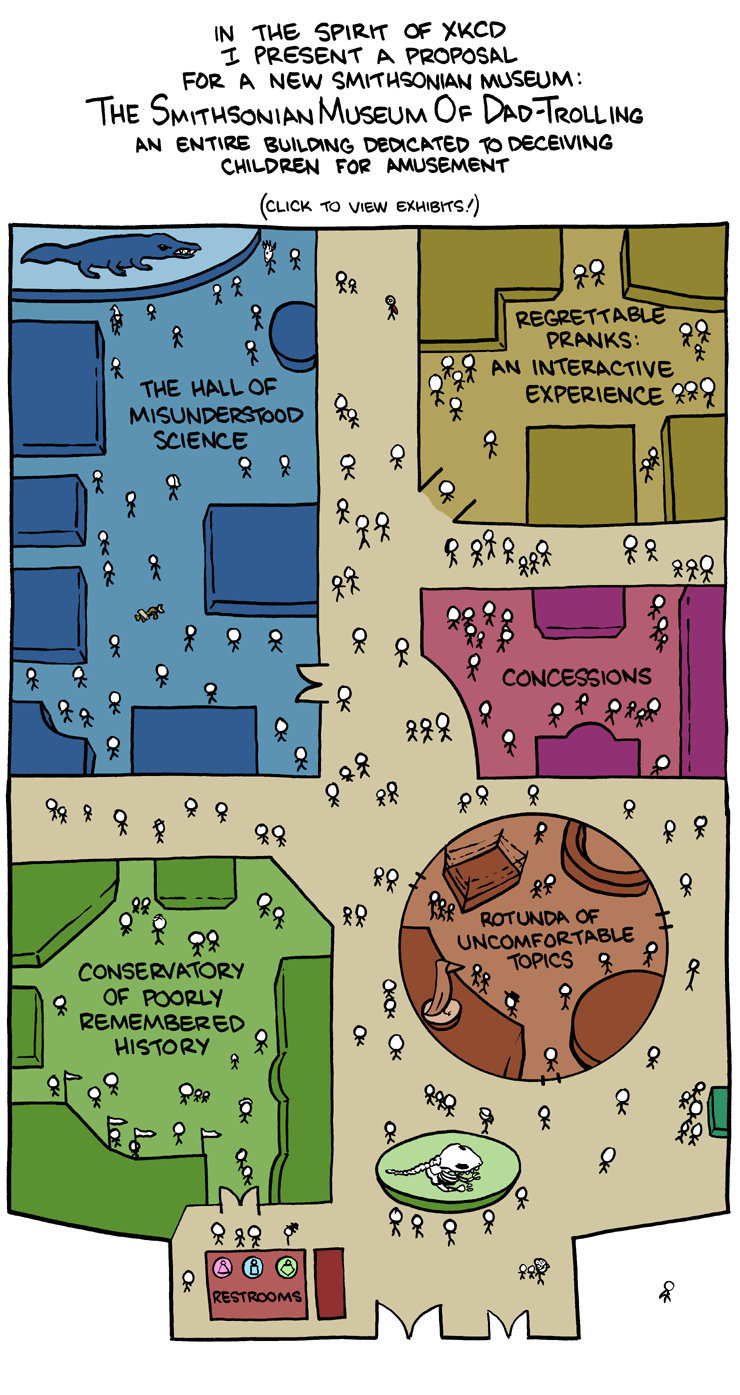 IN THE SPIRIT OF XKCD
I PRESENT A PROPOSAL
FOR A NEW SMITHSONIAN MUSEUM:
THE SMITHSONIAN MUSEUM OF DAD-TROLLING
AN ENTIRE BUILDING DEDICATED TO DECEIVING
CHILDREN FOR AMUSEMENT
(CLICK TO VIEW EXHIBITS!)
THE HALL OF
MISUNDERSTOOD
SCIENCE
REGRETTABLE
PRANKS:
AN INTERACTIVE
EXPERIENCE
CONCESSIONS
ROTUNDA OF
UNCOMFORTABLE
TOPICS
CONSERVATORY
OF POORLY
REMEMBERED
HISTORY
RESTROOMS